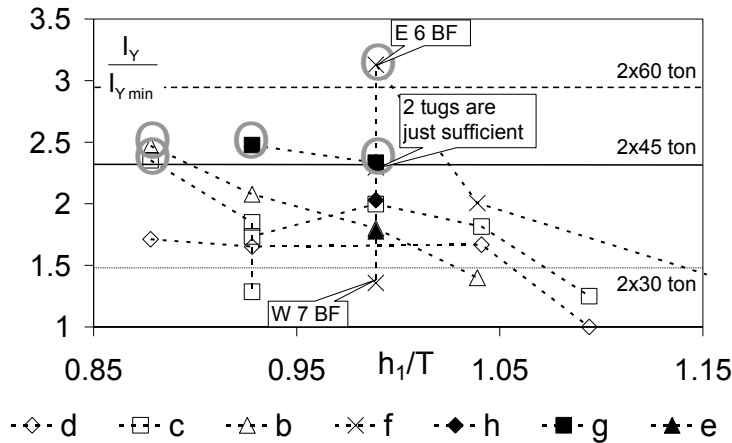 3.5
3
2.5
2
1.5
1
I_Y
I_Y min
E 6 BF
2x60 ton
2 tugs are
just sufficient
2x45 ton
2x30 ton
W 7 BF
0.85 0.95 1.05 1.15
h₁/T
d c b f h g e